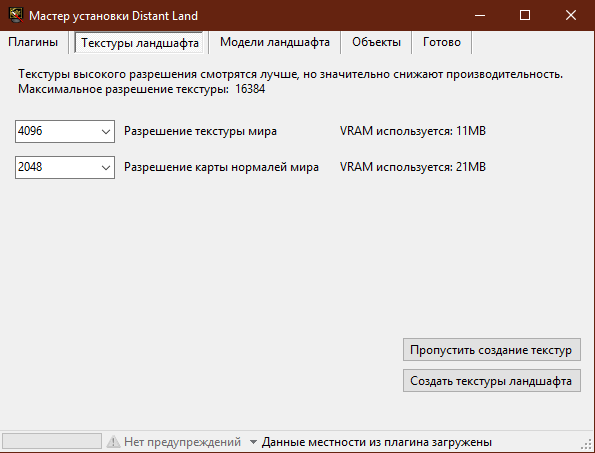 Мастер установки Distant Land
Плагины Текстуры ландшафта Модели ландшафта Объекты Готово
Текстуры высокого разрешения смотрятся лучше, но значительно снижают производительность.
Максимальное разрешение текстуры: 16384
4096 Разрешение текстуры мира VRAM используется: 11MB
2048 Разрешение карты нормалей мира VRAM используется: 21MB
Пропустить создание текстур
Создать текстуры ландшафта
Нет предупреждений Данные местности из плагина загружены